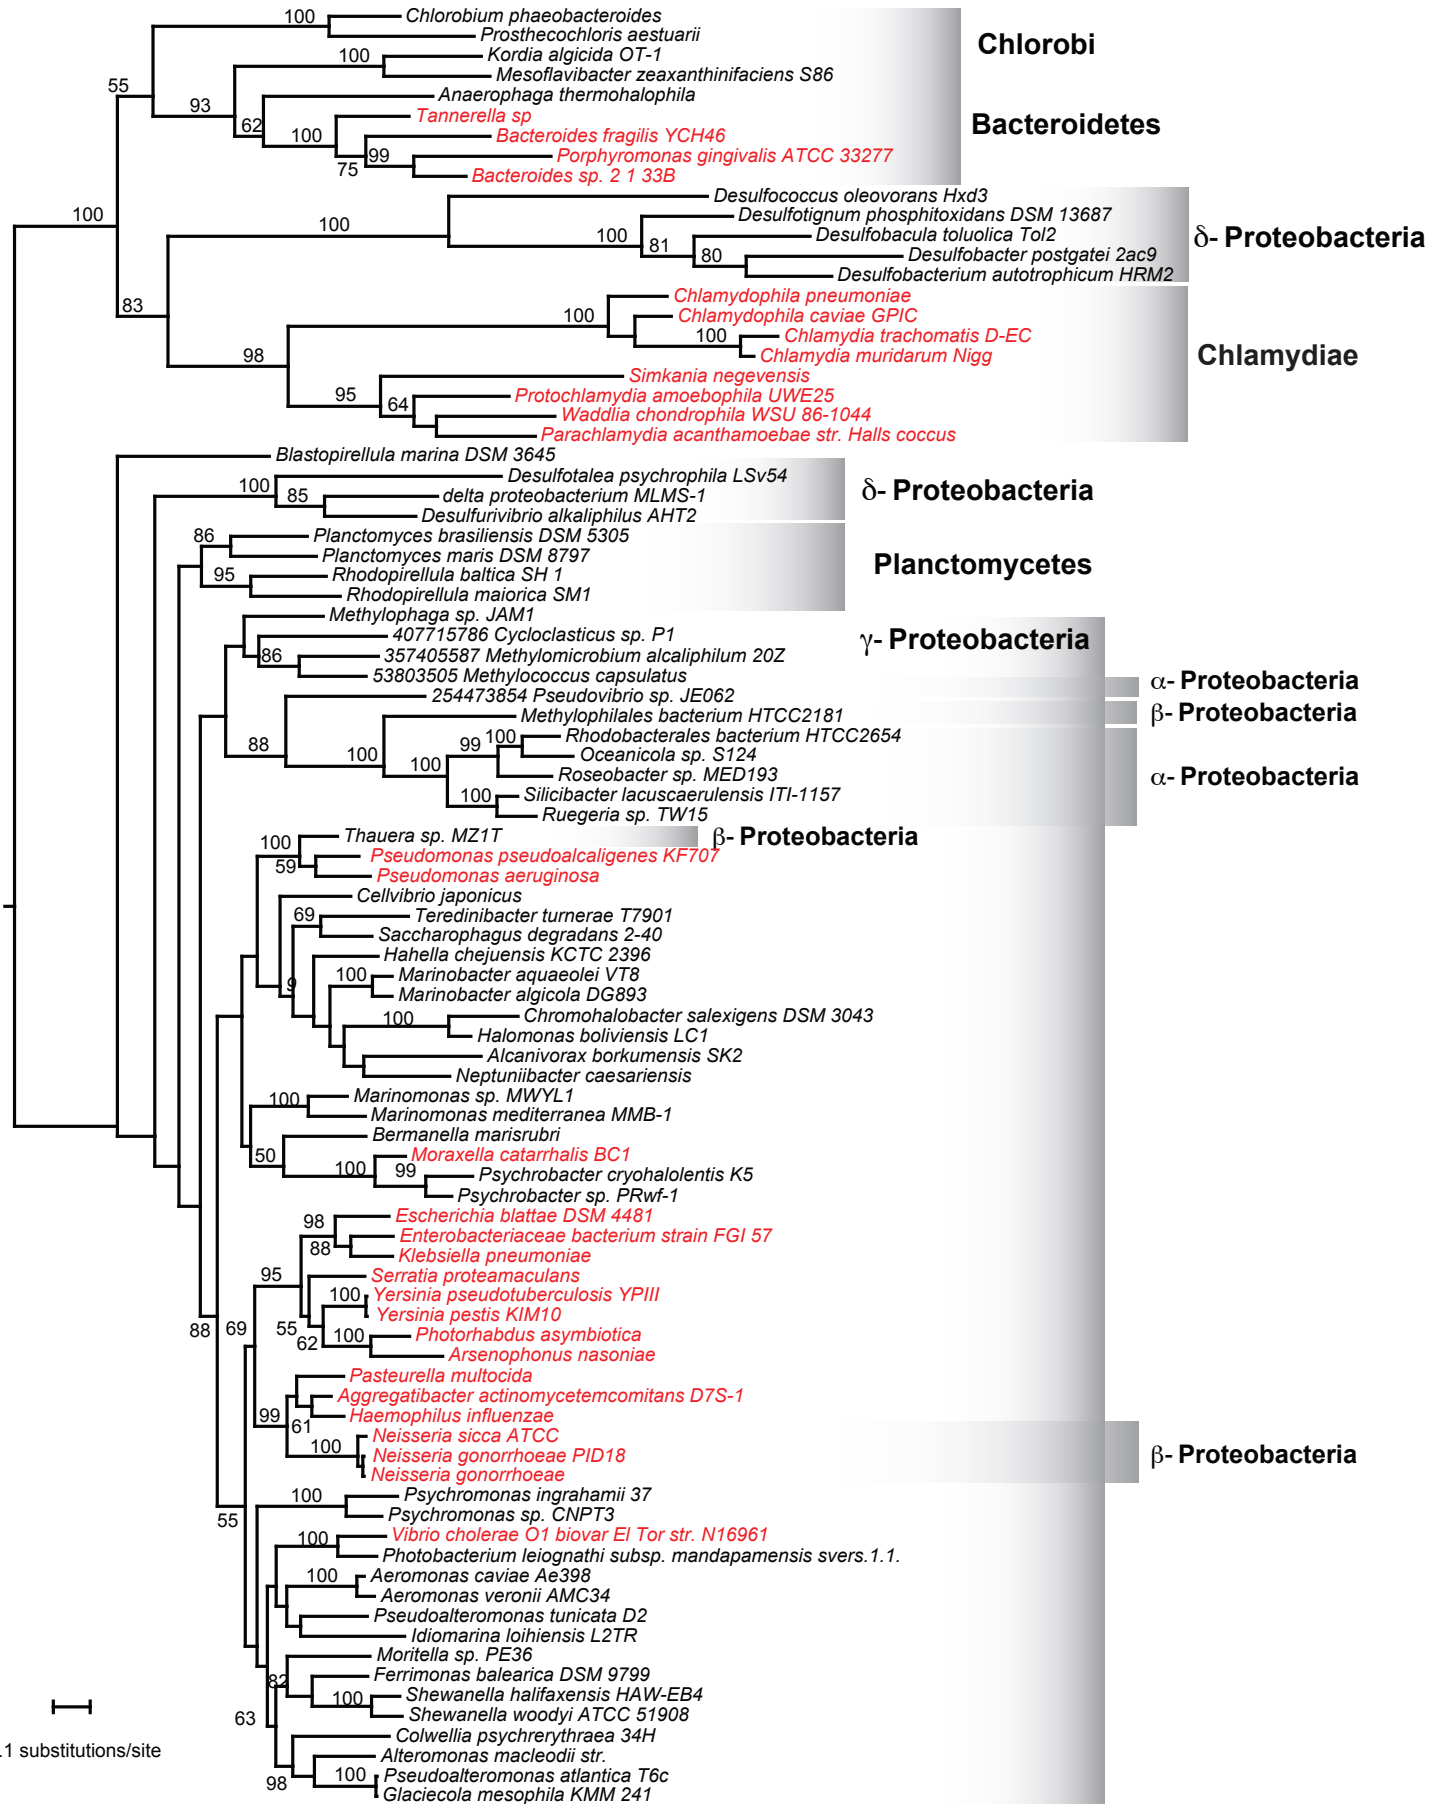 100
Chlorobium phaeobacteroides
Prosthecochloris aestuarii
Chlorobi
100
Kordia algicida OT-1
Mesoflavibacter zeaxanthinifaciens S86
55
93
Anaerophaga thermohalophila
62
Tannerella sp
Bacteroidetes
100
Bacteroides fragilis YCH46
99
Porphyromonas gingivalis ATCC 33277
75
Bacteroides sp. 2 1 33B
Desulfococcus oleovorans Hxd3
100
100
Desulfotignum phosphitoxidans DSM 13687
100
81
Desulfobacula toluolica Tol2
δ- Proteobacteria
80
Desulfobacter postgatei 2ac9
Desulfobacterium autotrophicum HRM2
83
Chlamydophila pneumoniae
100
Chlamydophila caviae GPIC
100
Chlamydia trachomatis D-EC
98
Chlamydia muridarum Nigg
Chlamydiae
Simkania negevensis
95
Protochlamydia amoebophila UWE25
64
Waddlia chondrophila WSU 86-1044
Parachlamydia acanthamoebae str. Halls coccus
Blastopirellula marina DSM 3645
Desulfotalea psychrophila LSv54
100
85
delta proteobacterium MLMS-1
δ- Proteobacteria
Desulfurivibrio alkaliphilus AHT2
86
Planctomyces brasiliensis DSM 5305
Planctomyces maris DSM 8797
Planctomycetes
95
Rhodopirellula baltica SH 1
Rhodopirellula maiorica SM1
Methylophaga sp. JAM1
407715786 Cycloclasticus sp. P1
γ- Proteobacteria
86
357405587 Methylomicrobium alcaliphilum 20Z
53803505 Methylococcus capsulatus
α- Proteobacteria
254473854 Pseudovibrio sp. JE062
Methylophilales bacterium HTCC2181
β- Proteobacteria
88
100
99
100
Rhodobacterales bacterium HTCC2654
100
Oceanicola sp. S124
Roseobacter sp. MED193
α- Proteobacteria
100
Silicibacter lacuscaerulensis ITI-1157
Ruegeria sp. TW15
100
Thauera sp. MZ1T
β- Proteobacteria
59
Pseudomonas pseudoalcaligenes KF707
Pseudomonas aeruginosa
Cellvibrio japonicus
69
Teredinibacter turnerae T7901
Saccharophagus degradans 2-40
Hahella chejuensis KCTC 2396
9
100
Marinobacter aquaeolei VT8
Marinobacter algicola DG893
100
Chromohalobacter salexigens DSM 3043
Halomonas boliviensis LC1
Alcanivorax borkumensis SK2
Neptuniibacter caesariensis
100
Marinomonas sp. MWYL1
Marinomonas mediterranea MMB-1
Bermanella marisrubri
50
Moraxella catarrhalis BC1
100
99
Psychrobacter cryohalolentis K5
Psychrobacter sp. PRwf-1
98
Escherichia blattae DSM 4481
88
Enterobacteriaceae bacterium strain FGI 57
Klebsiella pneumoniae
95
Serratia proteamaculans
100
Yersinia pseudotuberculosis YPIII
Yersinia pestis KIM10
88
69
55
62
100
Photorhabdus asymbiotica
Arsenophonus nasoniae
Pasteurella multocida
Aggregatibacter actinomycetemcomitans D7S-1
99
61
Haemophilus influenzae
Neisseria sicca ATCC
100
Neisseria gonorrhoeae PID18
β- Proteobacteria
Neisseria gonorrhoeae
100
Psychromonas ingrahamii 37
55
Psychromonas sp. CNPT3
100
Vibrio cholerae O1 biovar El Tor str. N16961
Photobacterium leiognathi subsp. mandapamensis svers.1.1.
100
Aeromonas caviae Ae398
Aeromonas veronii AMC34
Pseudoalteromonas tunicata D2
Idiomarina loihiensis L2TR
Moritella sp. PE36
82
Ferrimonas balearica DSM 9799
100
Shewanella halifaxensis HAW-EB4
63
Shewanella woodyi ATCC 51908
Colwellia psychrerythraea 34H
.1 substitutions/site
Alteromonas macleodii str.
98
100
Pseudoalteromonas atlantica T6c
Glaciecola mesophila KMM 241